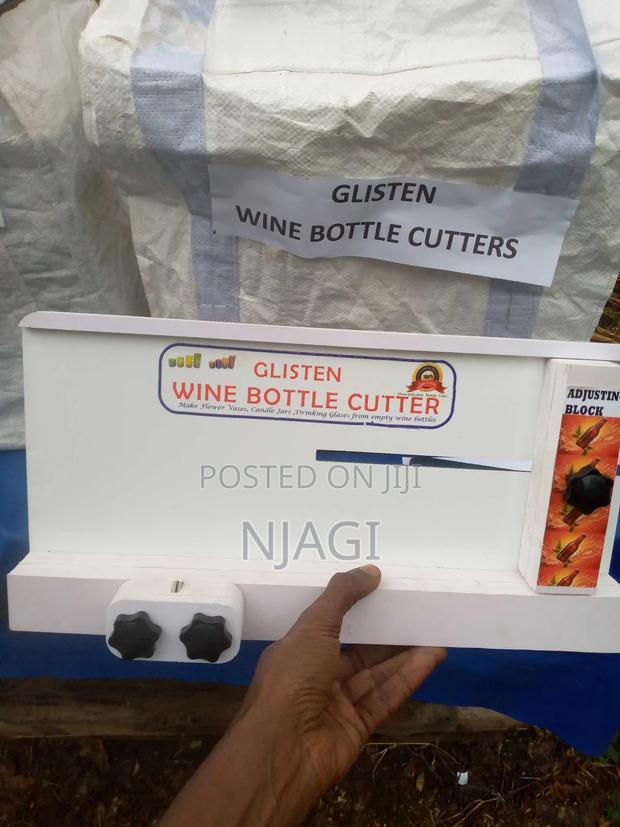 GLISTEN
WINE BOTTLE CUTTERS
GLISTEN
WINE BOTTLE CUTTER
Make Flower Vases, Candle Jars ,Drinking Glases from empty wine bottles
ADJUSTIN
BLOCK
POSTED ON JIJI
NJAGI